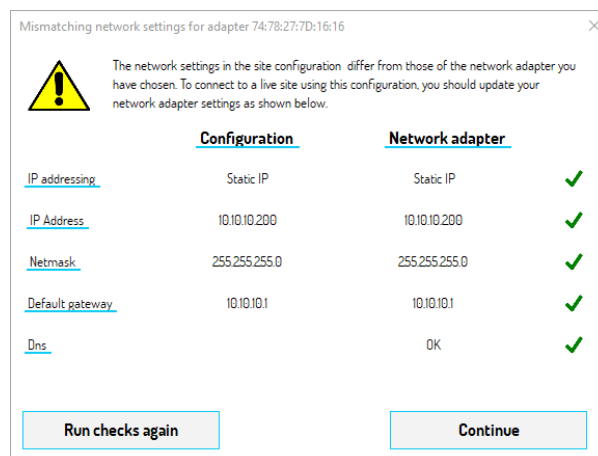 Mismatching network settings for adapter 74:78:27:7D:16:16
The network settings in the site configuration differ from those of the network adapter you
have chosen. To connect to a live site using this configuration, you should update your
network adapter settings as shown below.
Configuration Network adapter
IP addressing Static IP Static IP
IP Address 10.10.10.200 10.10.10.200
Netmask 255.255.255.0 255.255.255.0
Default gateway 10.10.10.1 10.10.10.1
Dns OK
Run checks again Continue